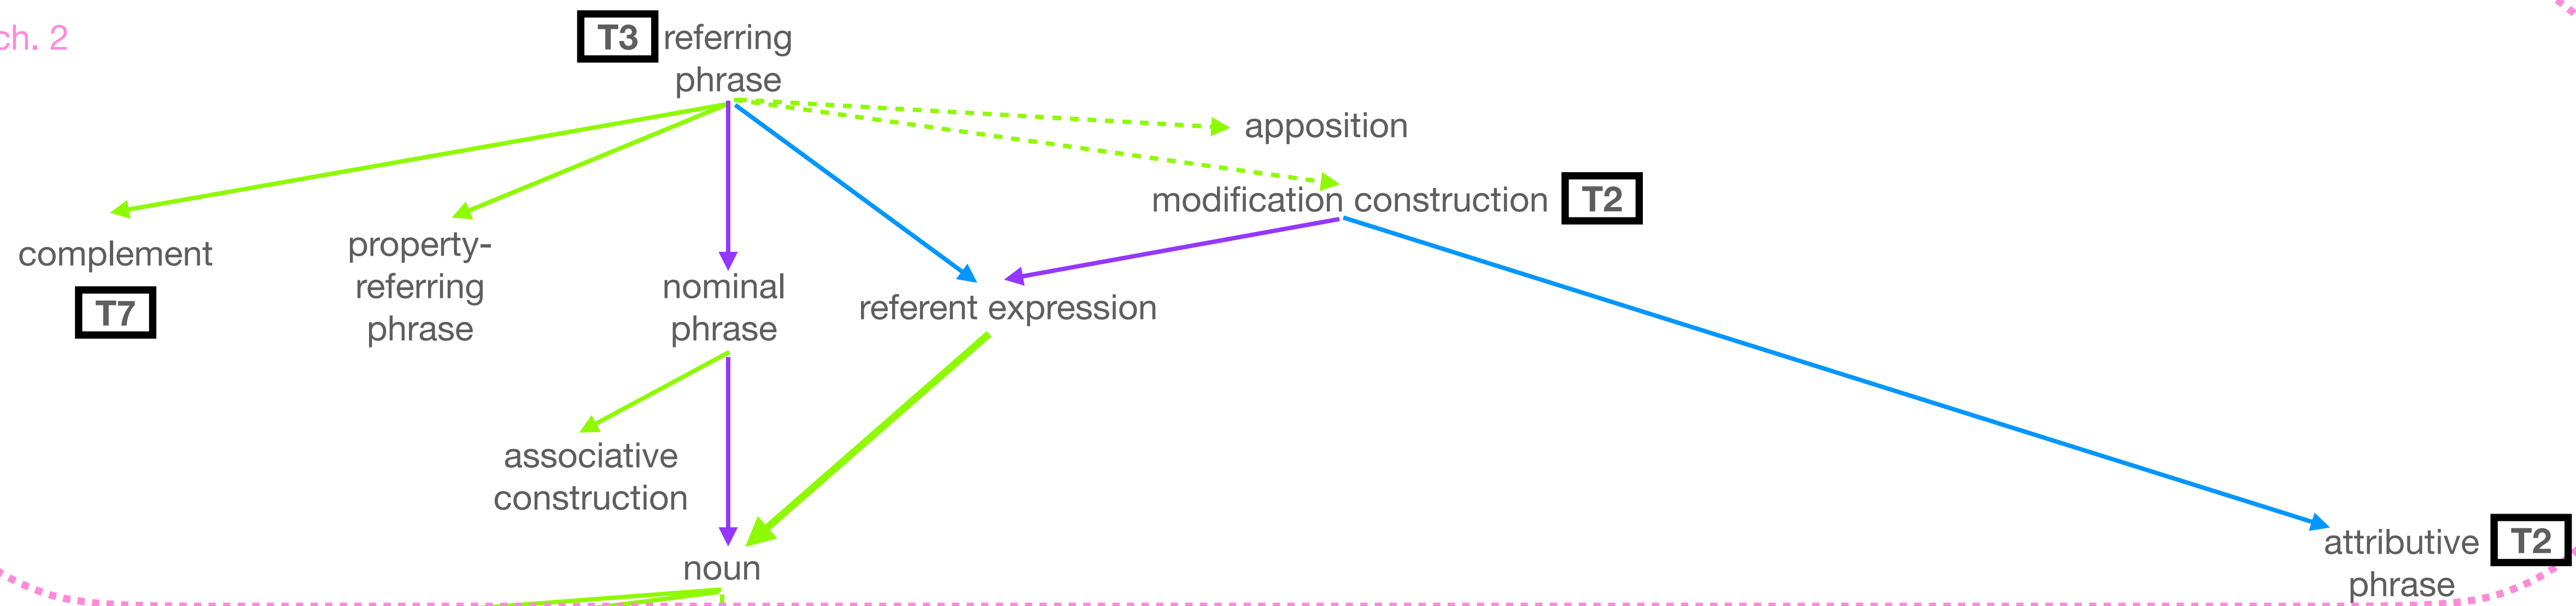 ch. 2
T3 referring
phrase
apposition
modification construction T2
complement
T7
property-
referring
phrase
nominal
phrase
referent expression
associative
construction
noun
attributive T2
phrase